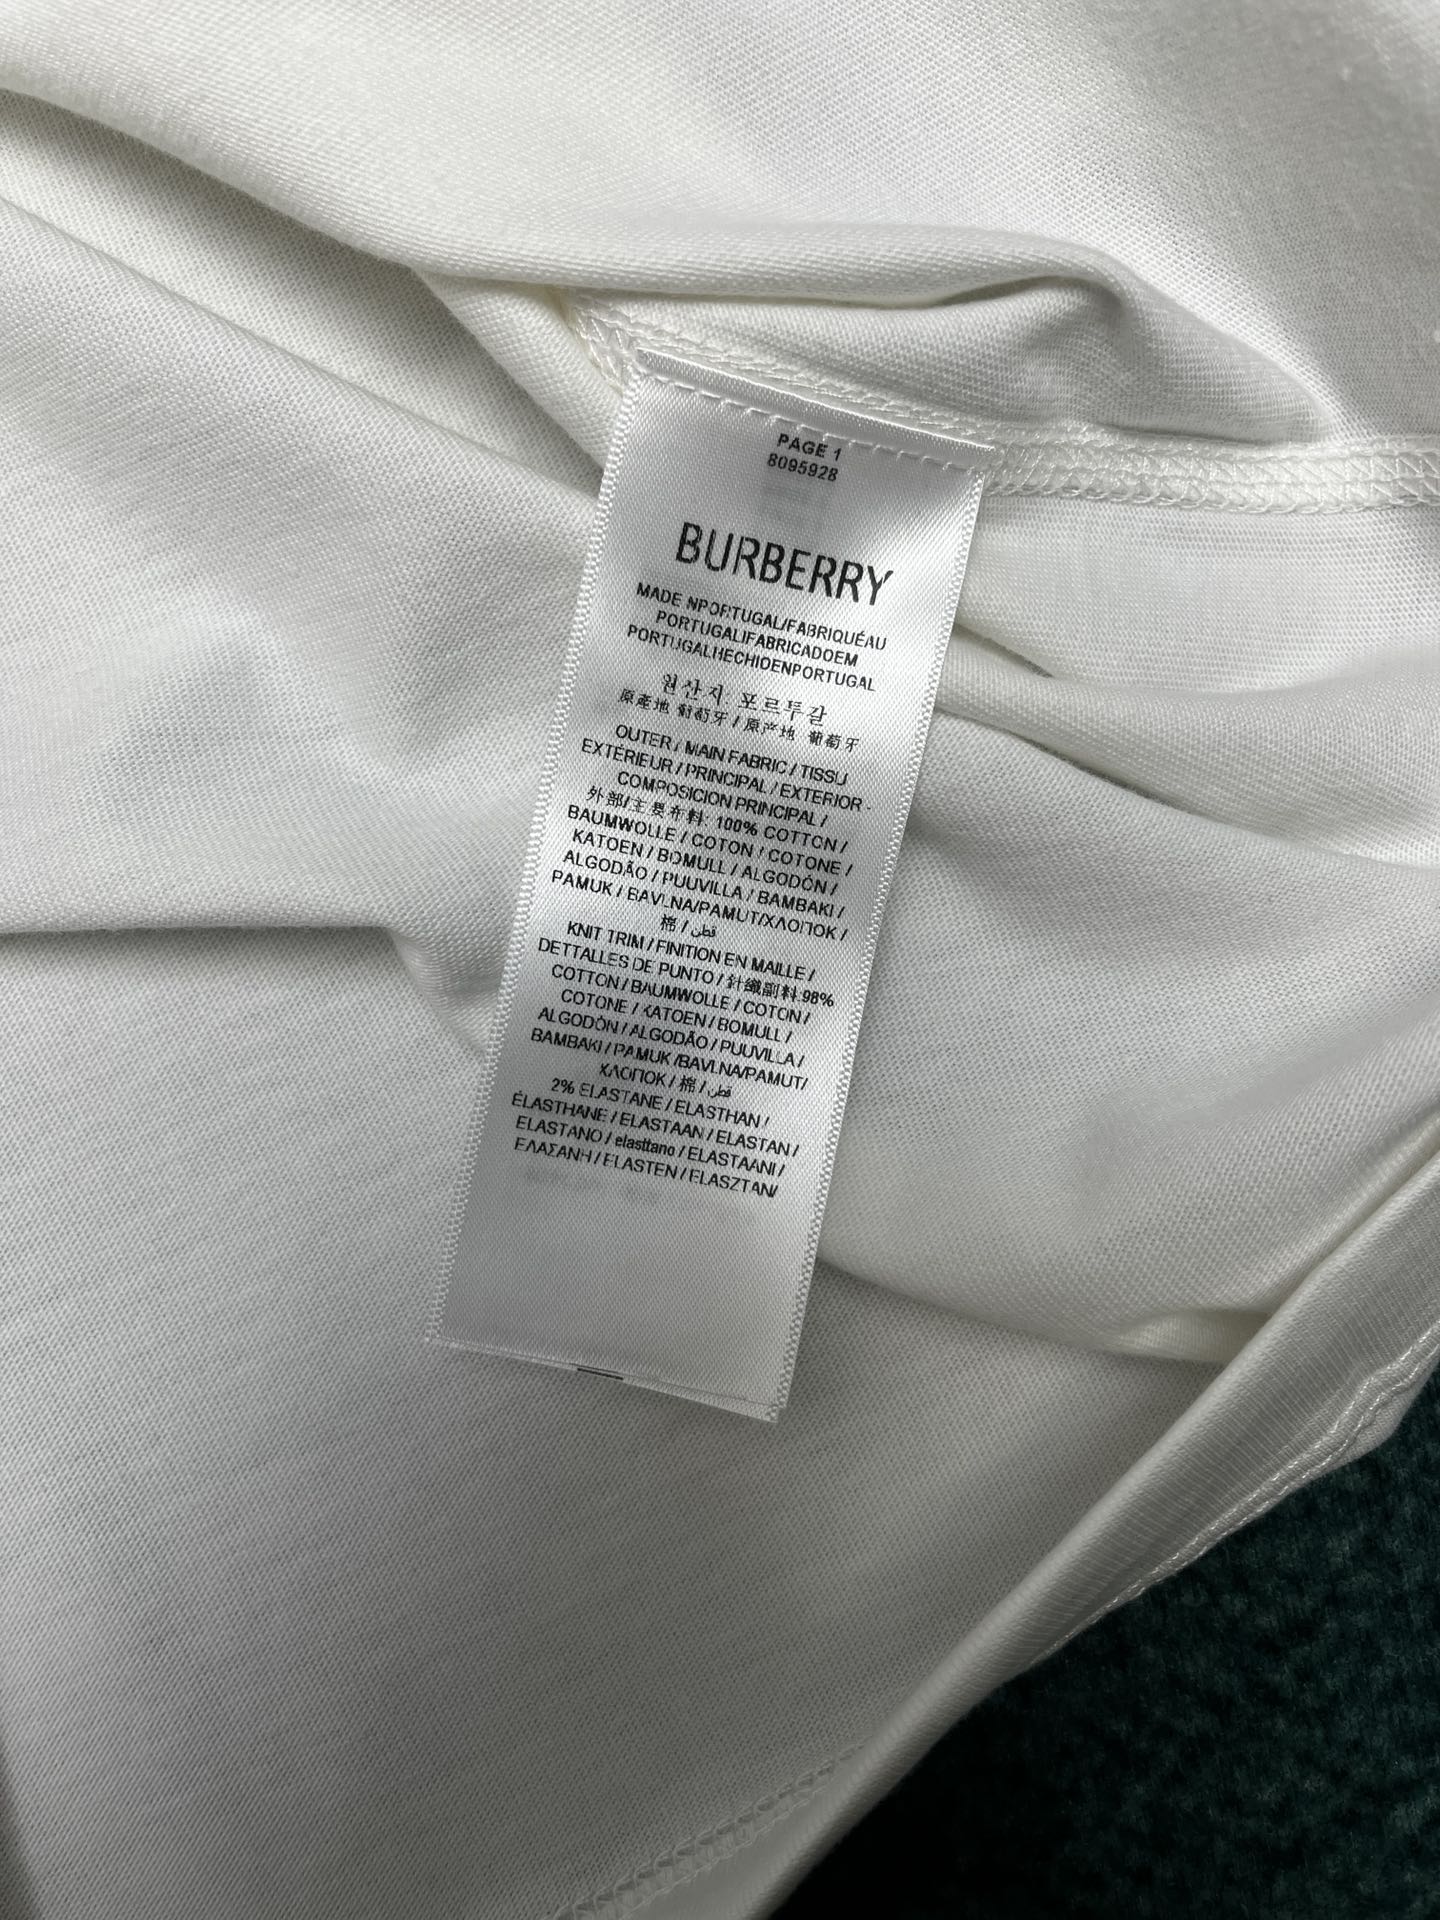 PAGE 1
8095928
BURBERRY
MADE NPORTUGAL/FABRIQUÉAU
PORTUGALIFABRICADOEM
PORTUGALHECHOENPORTUGAL
원산지: 포르투갈
原產地 葡萄牙 / 原产地 葡萄牙
OUTER / MAIN FABRIC / TISSU
EXTÉRIEUR / PRINCIPAL / EXTERIOR -
COMPOSICION PRINCIPAL /
外部/主要布料: 100% COTTON /
BAUMWOLLE / COTON / COTONE /
KATOEN / BOMULL / ALGODÓN /
ALGODÃO / PUUVILLA / BAMBAKI /
PAMUK / BAVLNA/PAMUT/ΧΛΟΠΟΚ /
棉 / قطن
KNIT TRIM / FINITION EN MAILLE /
DETTALLES DE PUNTO / 針織副料.98%
COTTON / BAUMWOLLE / COTON /
COTONE / KATOEN / BOMULL /
ALGODÓN / ALGODÃO / PUUVILLA /
BAMBAKI / PAMUK /BAVLNA/PAMUT/
ΧΛΟΠΟΚ / 棉 / قطن
2% ELASTANE / ELASTHAN /
ÉLASTHANE / ELASTAAN / ELASTAN /
ELASTANO / elasttano / ELASTAANI /
ΕΛΑΣΑΝΗ / ELASTEN / ELASZTAN/